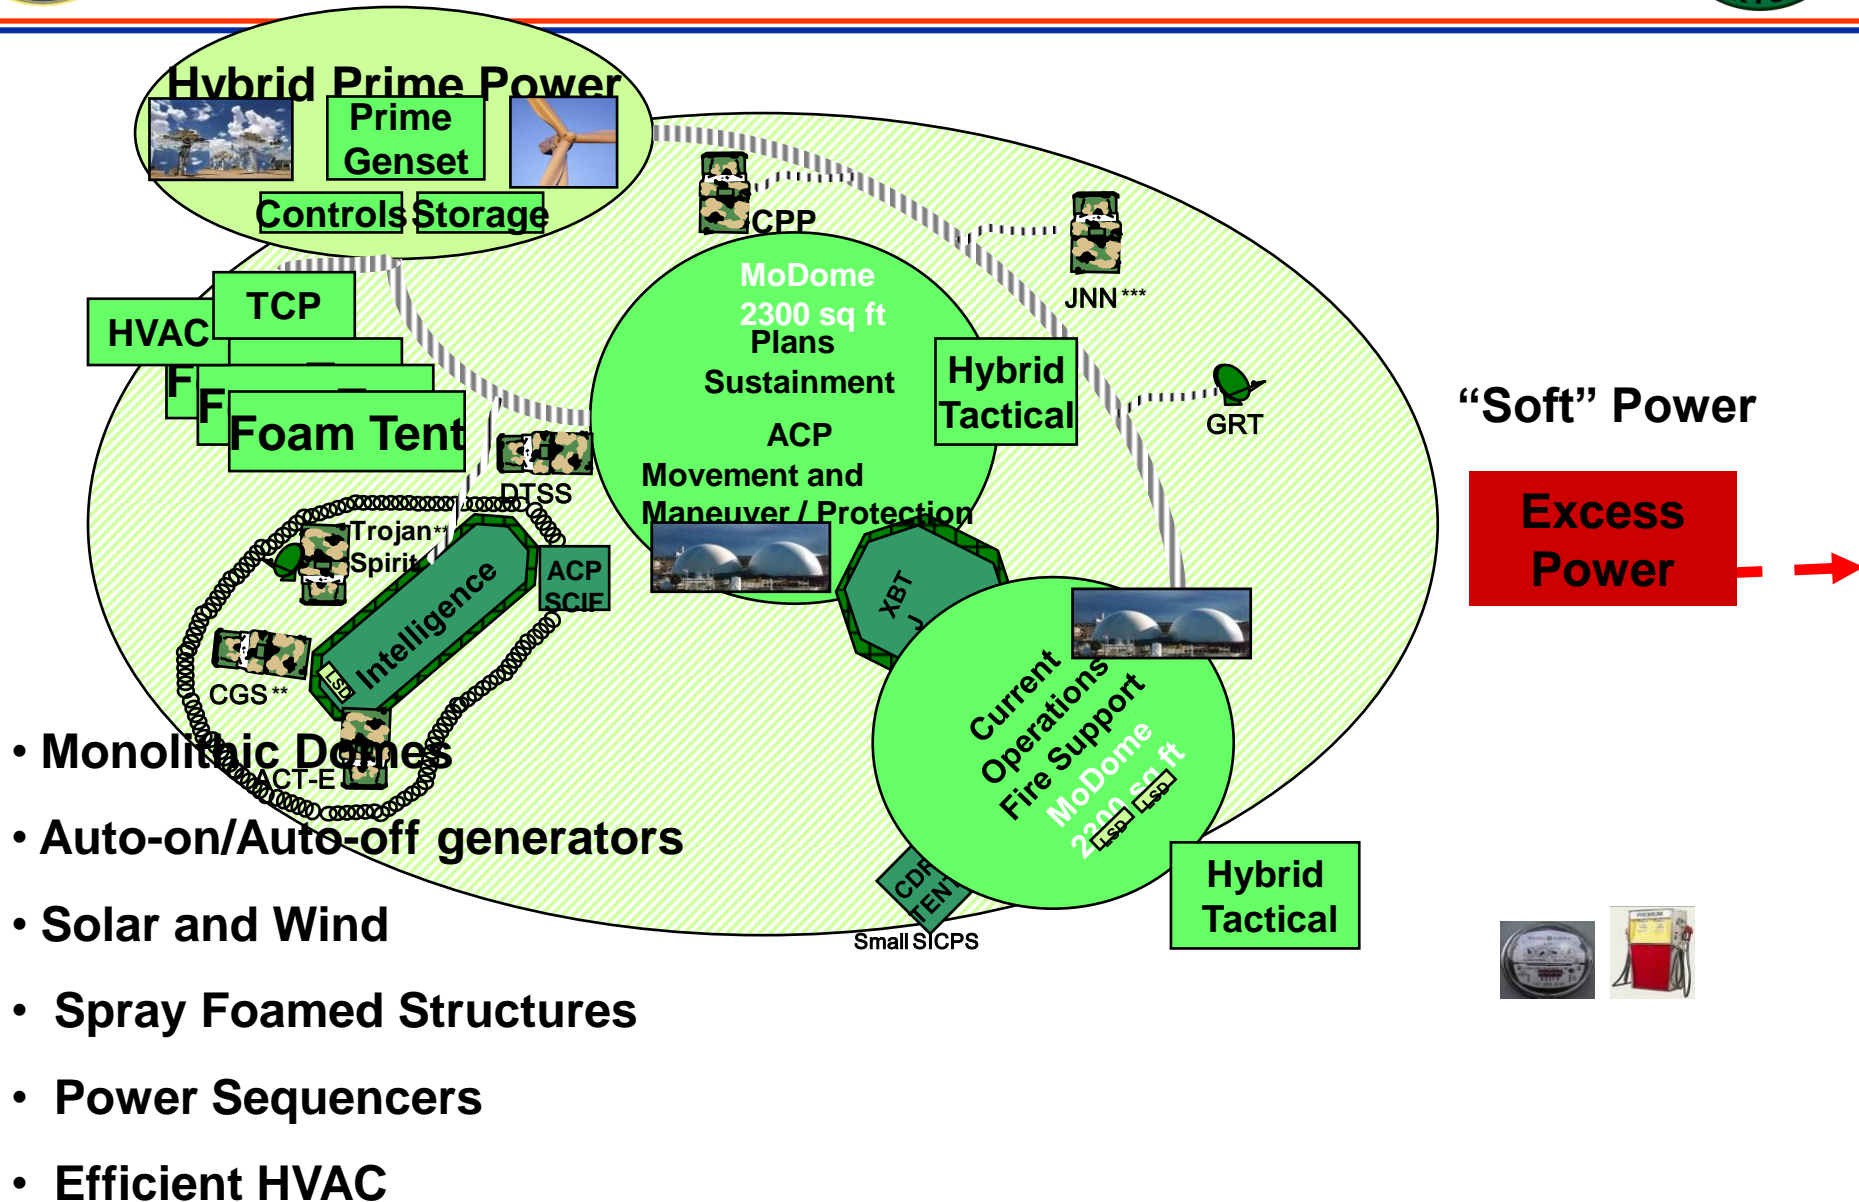 Hybrid Prime Power
Prime
Genset
Controls
Storage
CPP
JNN ***
GRT
TCP
HVAC
F
F
Foam Tent
MoDome
2300 sq ft
Plans
Sustainment
ACP
Movement and
Maneuver / Protection
Hybrid
Tactical
DTSS
Trojan**
Spirit
ACP
SCIF
Intelligence
LSD
CGS **
ACT-E
XBT
J
Current
Operations
Fire Support
MoDome
2300 sq ft
LSD
LSD
CDR
TENT
Small SICPS
Hybrid
Tactical
“Soft” Power
Excess
Power
PREMIUM
• Monolithic Domes
• Auto-on/Auto-off generators
• Solar and Wind
• Spray Foamed Structures
• Power Sequencers
• Efficient HVAC